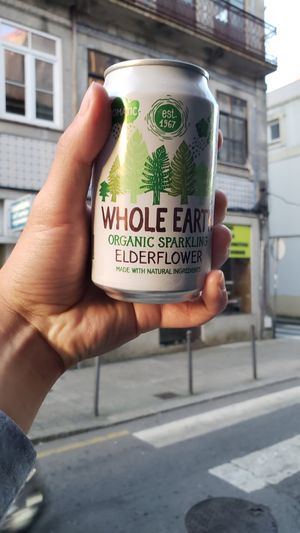 est.
1967
WHOLE EART
ORGANIC SPARKLING
ELDERFLOWER
MADE WITH NATURAL INGREDIENTS